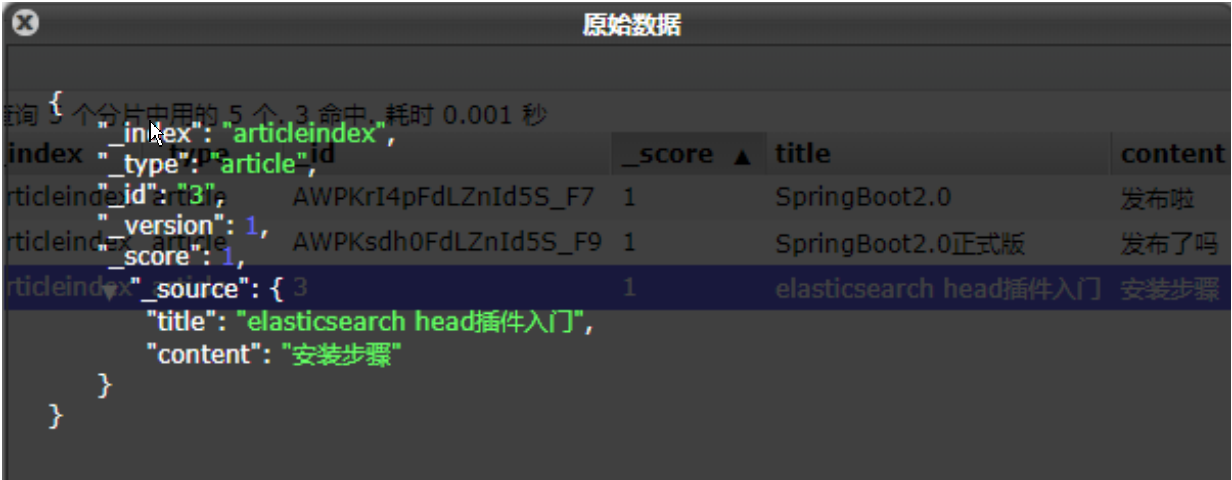 原始数据
{
"_index": "articleindex",
"_type": "article",
"_id": "3",
"_version": 1,
"_score": 1,
"_source": {
"title": "elasticsearch head插件入门",
"content": "安装步骤"
}
}
查询 5 个分片中用的 5 个. 3 命中. 耗时 0.001 秒
_index _type _id _score ▲ title content
rticleindex article AWPKrI4pFdLZnId5S_F7 1 SpringBoot2.0 发布啦
rticleindex article AWPKsdh0FdLZnId5S_F9 1 SpringBoot2.0正式版 发布了吗
rticleindex article 3 1 elasticsearch head插件入门 安装步骤